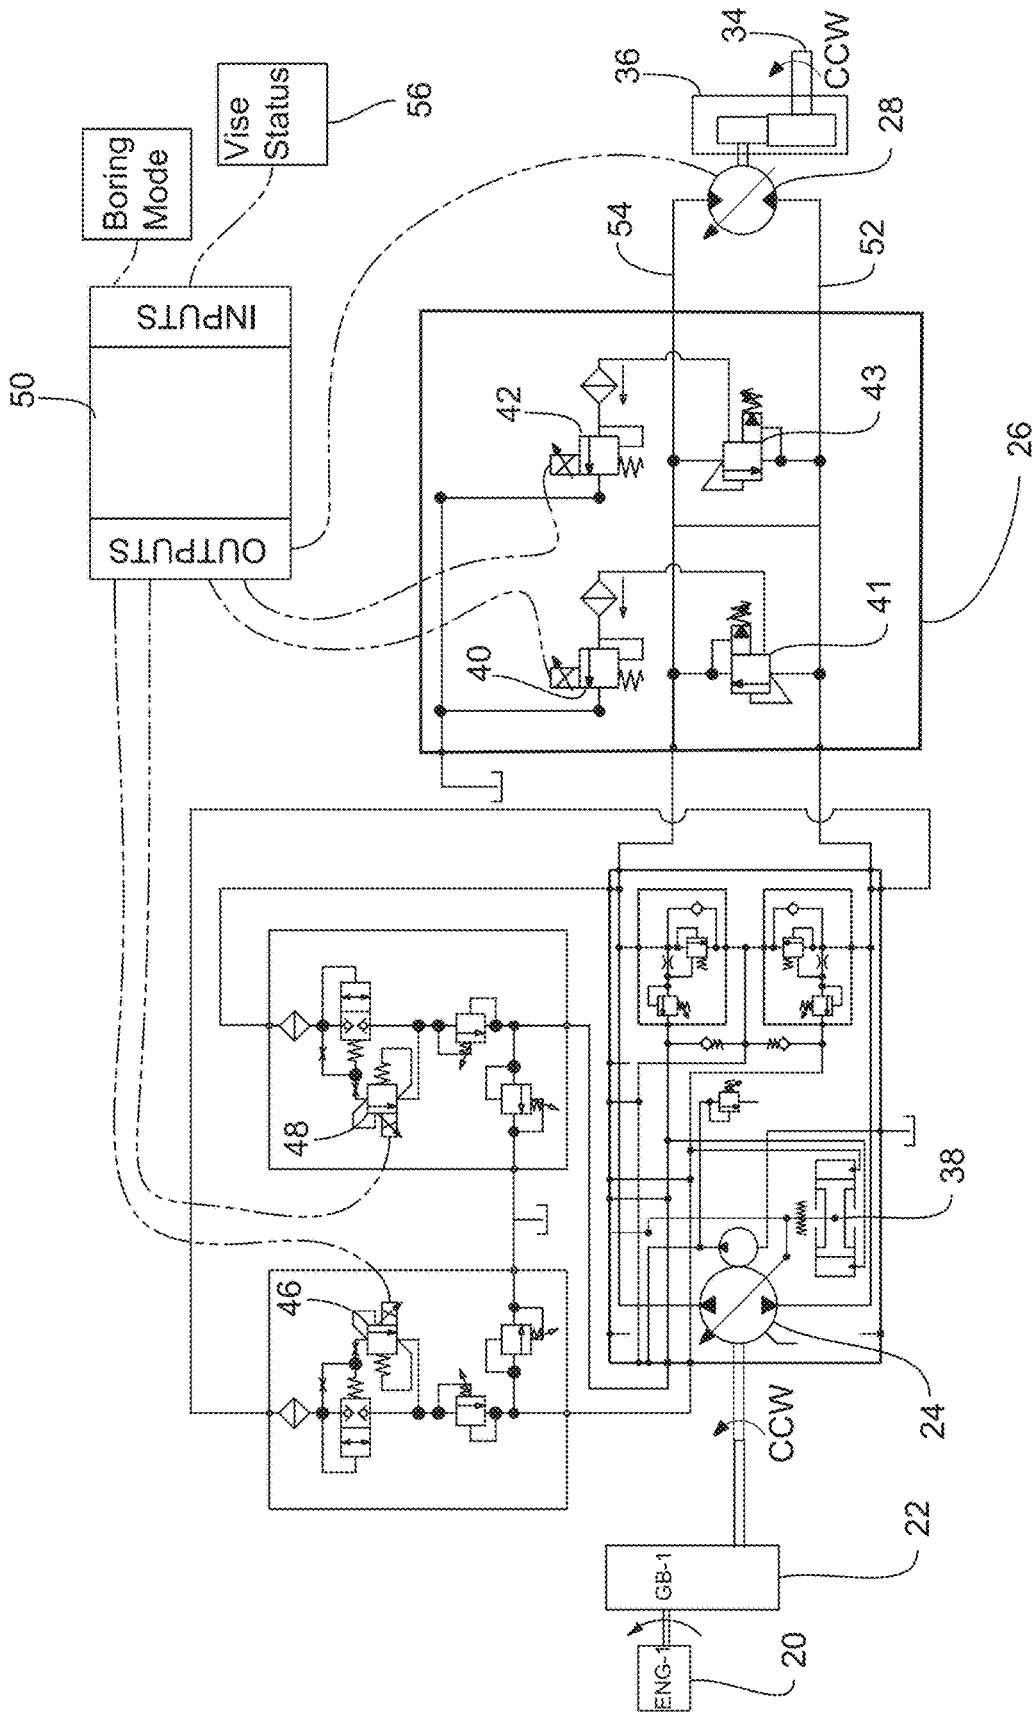 Boring
Mode
Vise
Status
56
INPUTS
50
OUTPUTS
34
CCW
36
28
54
52
42
43
26
40
41
48
46
38
24
CCW
22
GB-1
ENG-1
20